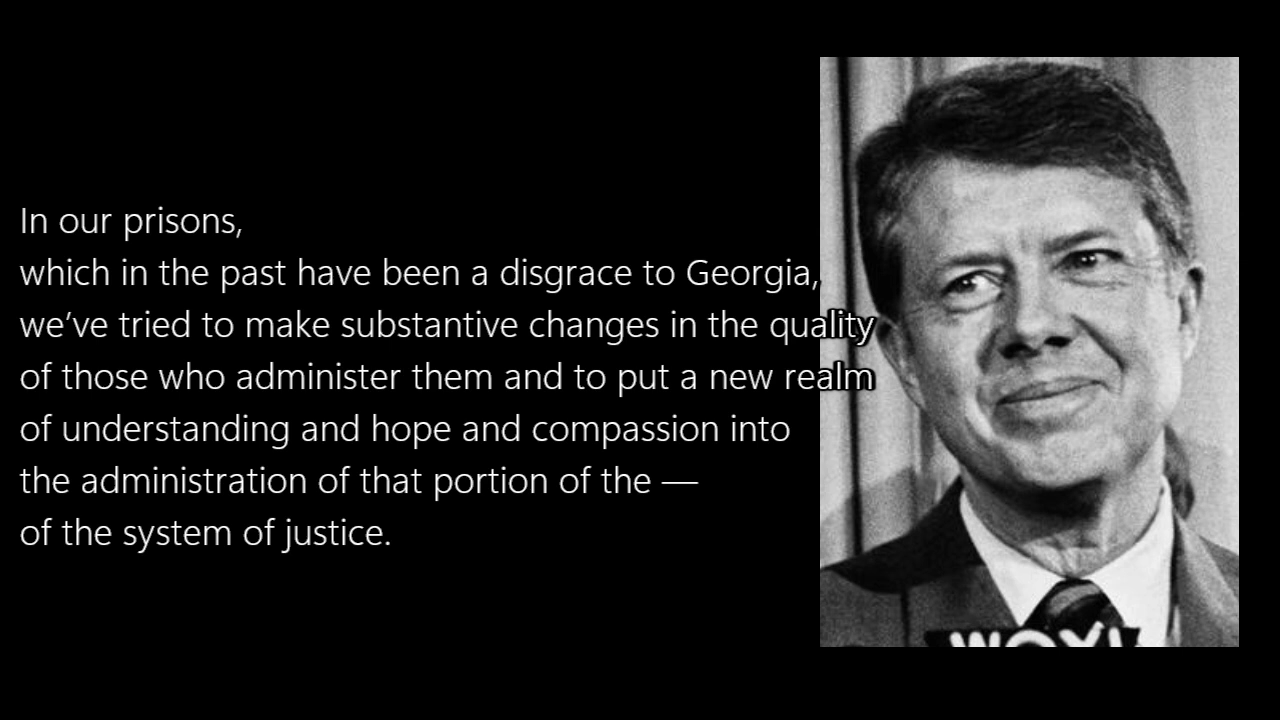 In our prisons,
which in the past have been a disgrace to Georgia,
we’ve tried to make substantive changes in the quality
of those who administer them and to put a new realm
of understanding and hope and compassion into
the administration of that portion of the —
of the system of justice.